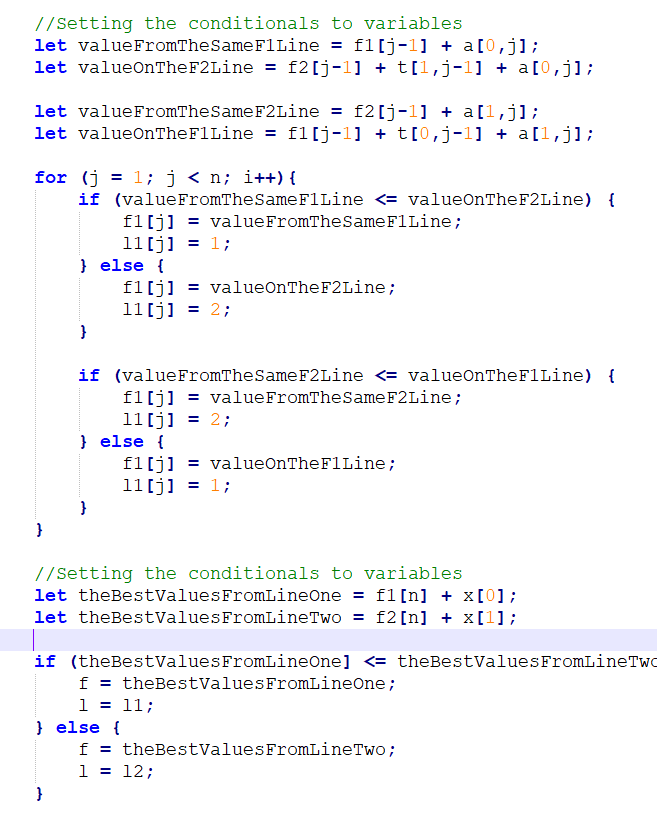 //Setting the conditionals to variables
let valueFromTheSameF1Line = f1[j-1] + a[0,j];
let valueOnTheF2Line = f2[j-1] + t[1,j-1] + a[0,j];
let valueFromTheSameF2Line = f2[j-1] + a[1,j];
let valueOnTheF1Line = f1[j-1] + t[0,j-1] + a[1,j];
for (j = 1; j < n; i++){
if (valueFromTheSameF1Line <= valueOnTheF2Line) {
f1[j] = valueFromTheSameF1Line;
l1[j] = 1;
} else {
f1[j] = valueOnTheF2Line;
l1[j] = 2;
}
if (valueFromTheSameF2Line <= valueOnTheF1Line) {
f1[j] = valueFromTheSameF2Line;
l1[j] = 2;
} else {
f1[j] = valueOnTheF1Line;
l1[j] = 1;
}
}
//Setting the conditionals to variables
let theBestValuesFromLineOne = f1[n] + x[0];
let theBestValuesFromLineTwo = f2[n] + x[1];
if (theBestValuesFromLineOne] <= theBestValuesFromLineTwo
f = theBestValuesFromLineOne;
l = l1;
} else {
f = theBestValuesFromLineTwo;
l = l2;
}